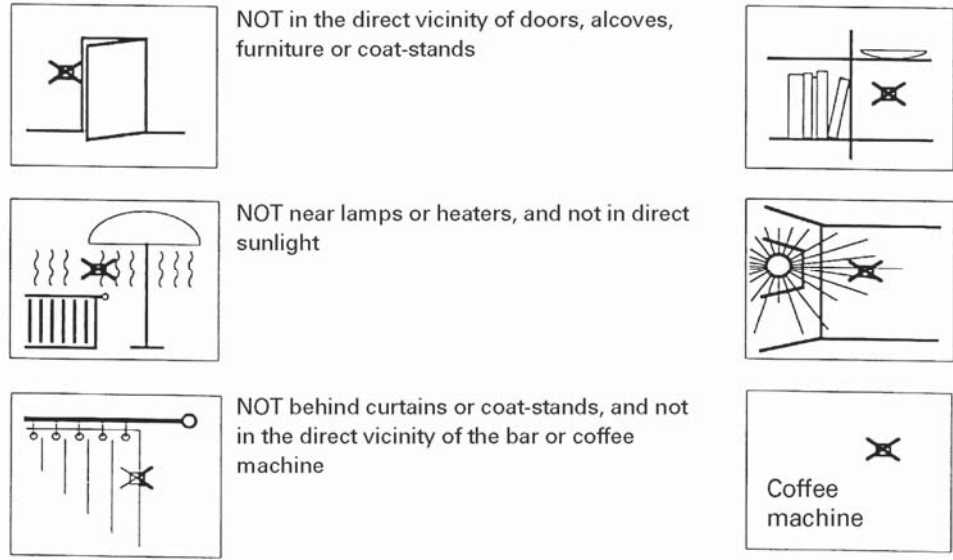 NOT in the direct vicinity of doors, alcoves,
furniture or coat-stands
NOT near lamps or heaters, and not in direct
sunlight
NOT behind curtains or coat-stands, and not
in the direct vicinity of the bar or coffee
machine
Coffee
machine